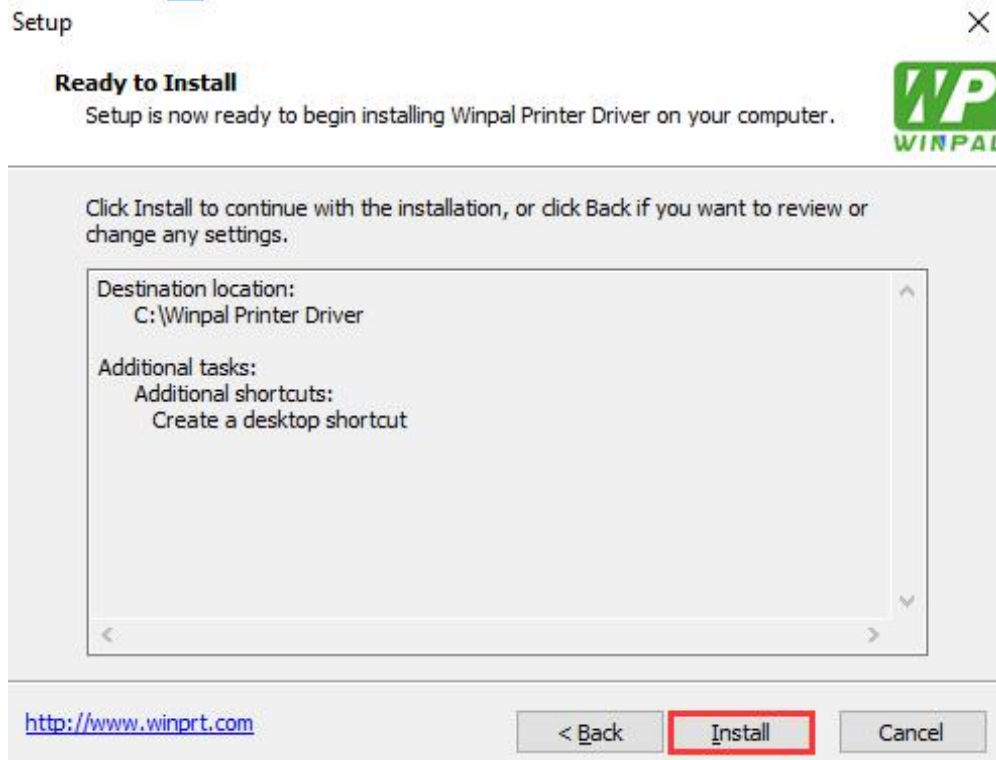 Setup
Ready to Install
Setup is now ready to begin installing Winpal Printer Driver on your computer.
WP
WINPAL
Click Install to continue with the installation, or click Back if you want to review or
change any settings.
Destination location:
C:\Winpal Printer Driver
Additional tasks:
Additional shortcuts:
Create a desktop shortcut
http://www.winprt.com
< Back
Install
Cancel